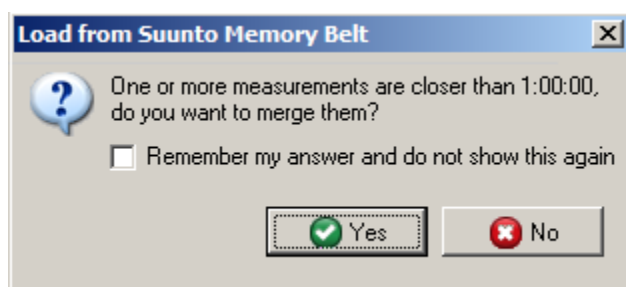 Load from Suunto Memory Belt
One or more measurements are closer than 1:00:00,
do you want to merge them?
Remember my answer and do not show this again
Yes No